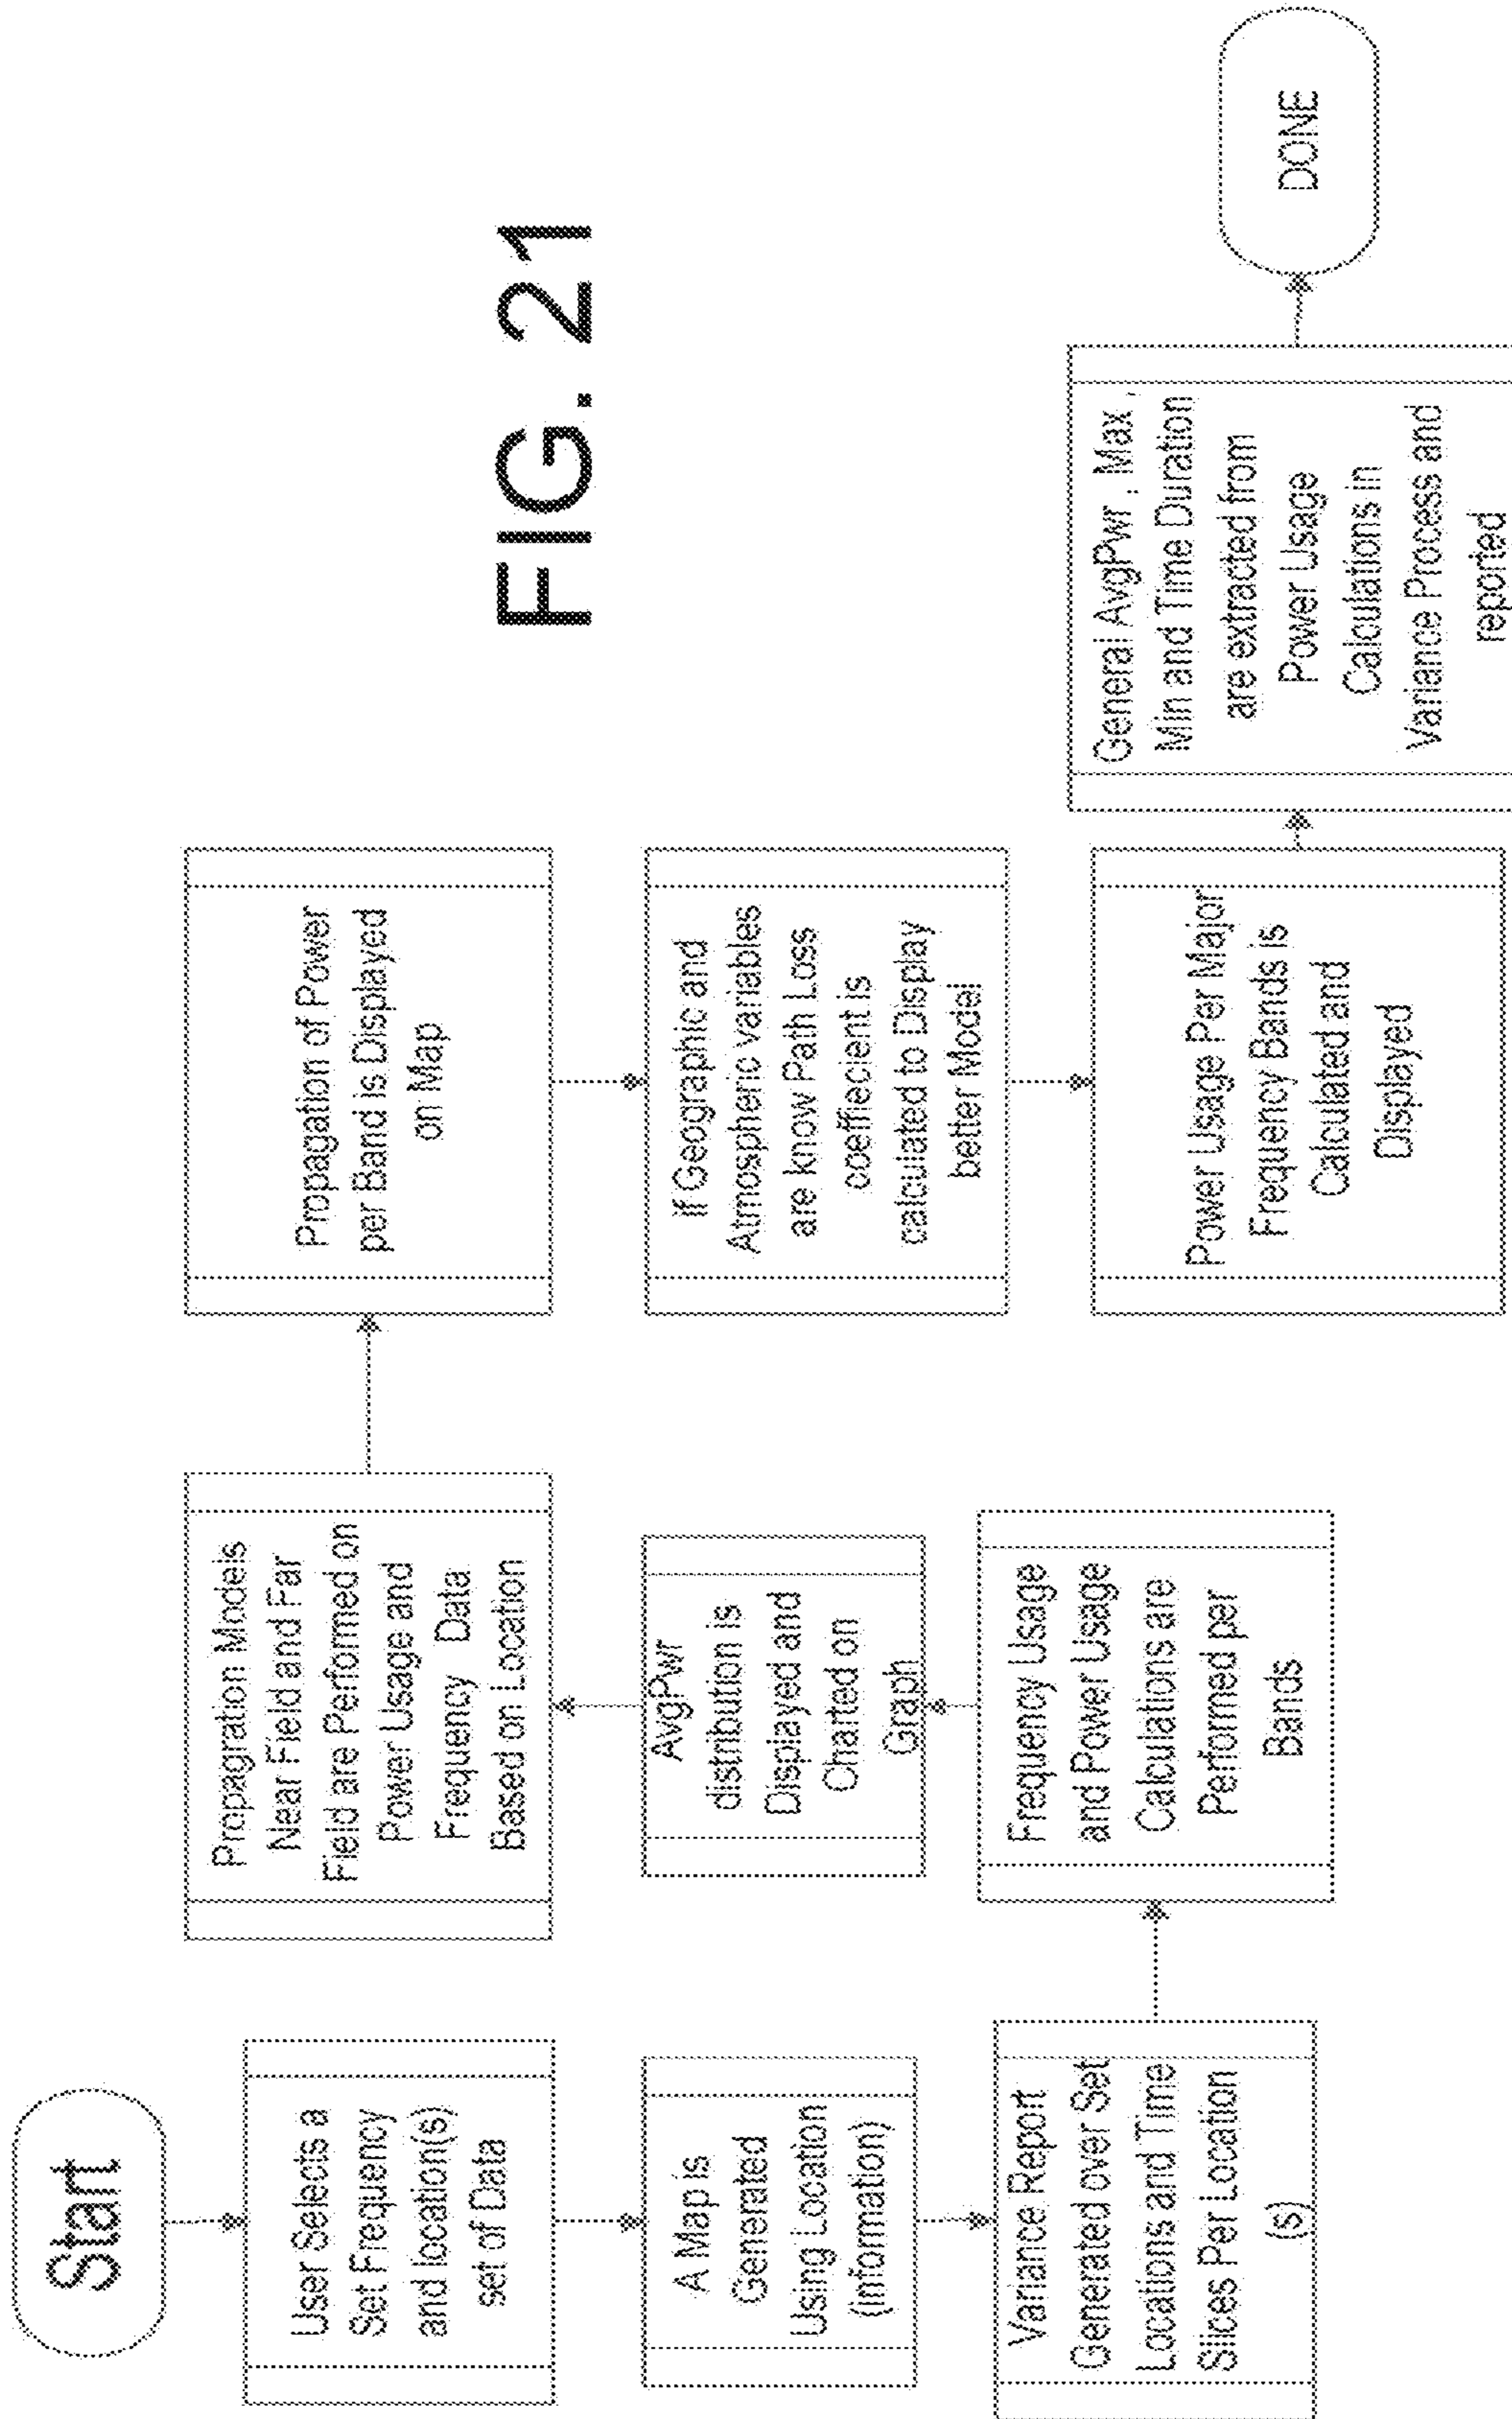 FIG. 21
Start
User Selects a
Set Frequency
and location(s)
set of Data
A Map is
Generated
Using Location
(information)
Variance Report
Generated over Set
Locations and Time
Slices Per Location
(s)
Frequency Usage
and Power Usage
Calculations are
Performed per
Bands
AvgPwr
distribution is
Displayed and
Charted on
Graph
Propagration Models
Near Field and Far
Field are Performed on
Power Usage and
Frequency Data
Based on Location
Propagation of Power
per Band is Displayed
on Map
If Geographic and
Atmospheric variables
are know Path Loss
coeffiecient is
calculated to Display
better Model
Power Usage Per Major
Frequency Bands is
Calculated and
Displayed
General AvgPwr , Max ,
Min and Time Duration
are extracted from
Power Usage
Calculations in
Variance Process and
reported
DONE